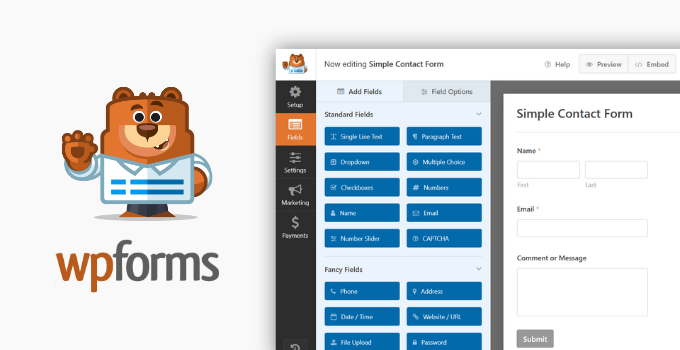 wpforms
Now editing Simple Contact Form
Help
Preview
</> Embed
Setup
Fields
Settings
Marketing
Payments
Add Fields
Field Options
Standard Fields
Single Line Text
Paragraph Text
Dropdown
Multiple Choice
Checkboxes
# Numbers
Name
Email
Number Slider
CAPTCHA
Fancy Fields
Phone
Address
Date / Time
Website / URL
File Upload
Password
Simple Contact Form
Name *
First
Last
Email *
Comment or Message
Submit